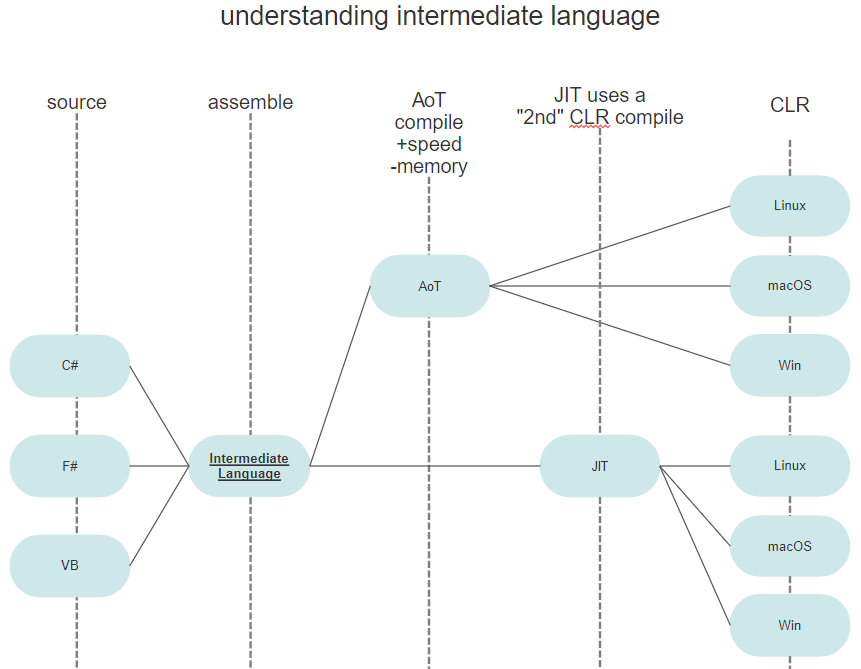 understanding intermediate language
source
assemble
AoT
compile
+speed
-memory
JIT uses a
"2nd" CLR compile
CLR
Linux
AoT
macOS
Win
C#
F#
Intermediate
Language
JIT
Linux
macOS
VB
Win